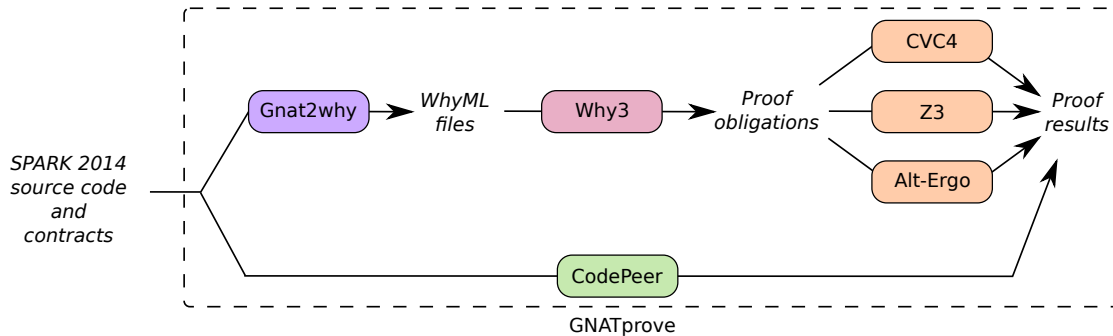 SPARK 2014
source code
and
contracts
Gnat2why
WhyML
files
Why3
Proof
obligations
CVC4
Z3
Alt-Ergo
Proof
results
CodePeer
GNATprove